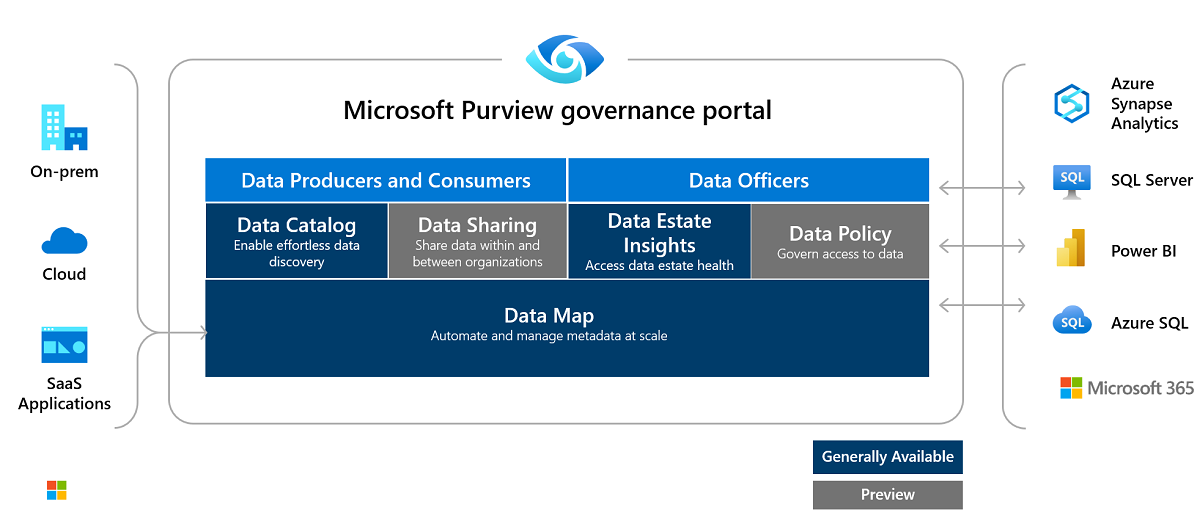 Microsoft Purview governance portal
On-prem
Cloud
SaaS
Applications
Data Producers and Consumers
Data Officers
Data Catalog
Enable effortless data
discovery
Data Sharing
Share data within and
between organizations
Data Estate
Insights
Access data estate health
Data Policy
Govern access to data
Data Map
Automate and manage metadata at scale
Azure
Synapse
Analytics
SQL
SQL Server
Power BI
SQL
Azure SQL
Microsoft 365
Generally Available
Preview